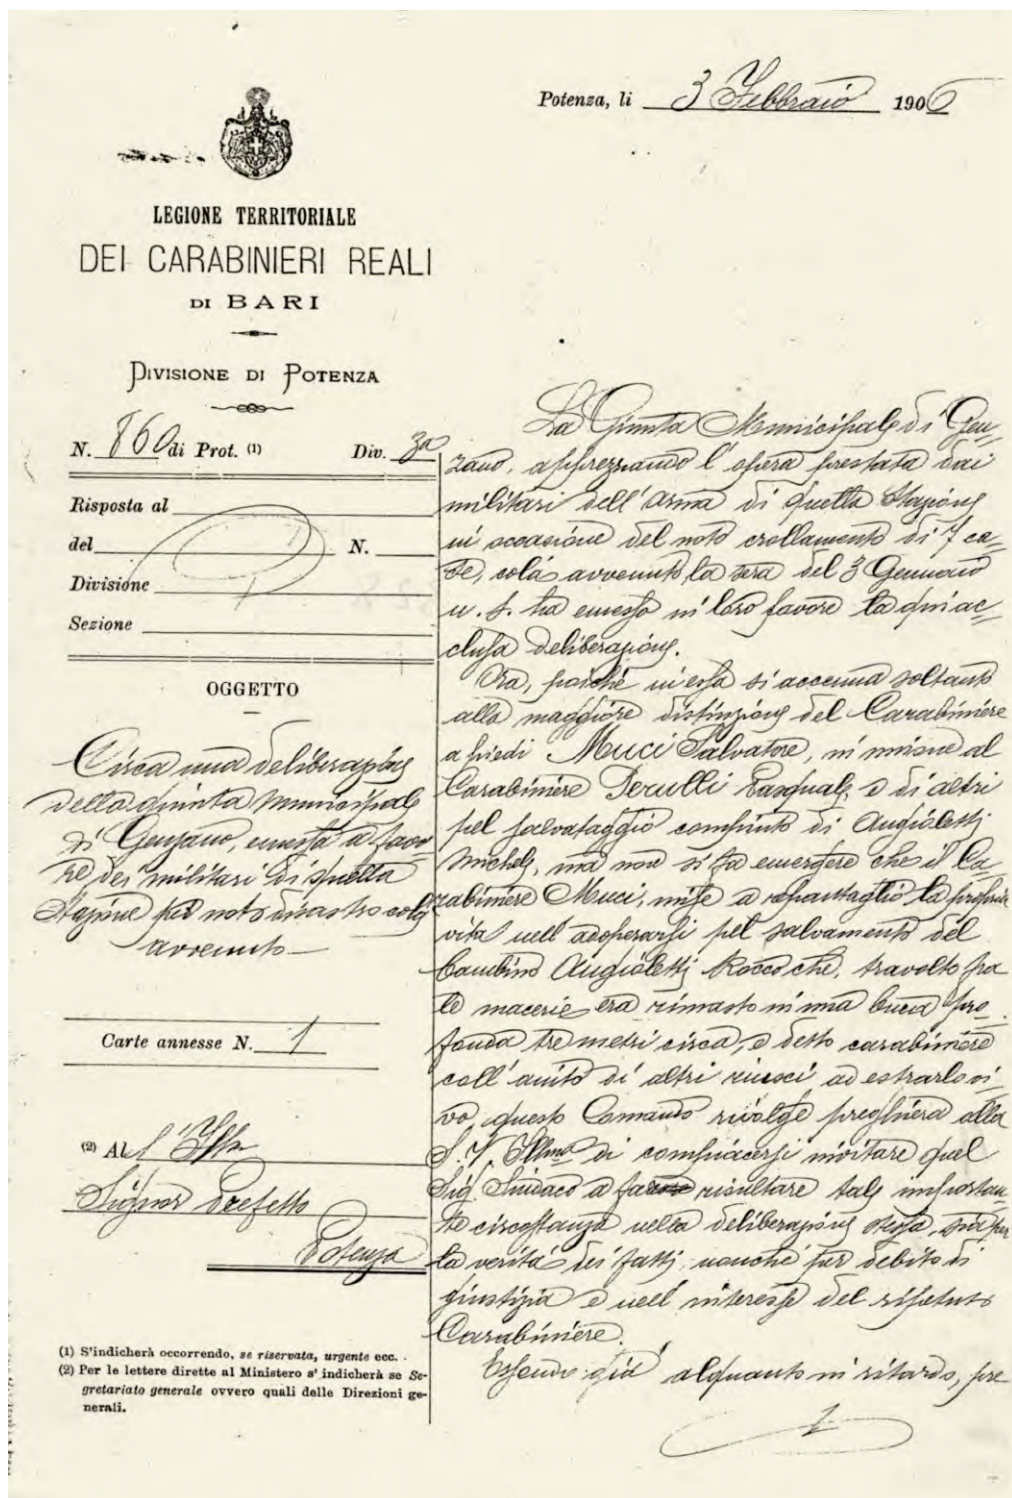 Potenza, li 3 Febbraio 1906
LEGIONE TERRITORIALE
DEI CARABINIERI REALI
DI BARI
DIVISIONE DI POTENZA
N. 860 di Prot. (1) Div. 3a
Risposta al
del N.
Divisione
Sezione
OGGETTO
Circa una deliberazione
della giunta municipale
di Genzano, emessa a favo=
re dei militari di quella
Stazione pel noto disastro colà
avvenuto
Carte annesse N. 1
(2) Al l'Ill.
Signor Prefetto
Potenza
(1) S'indicherà occorrendo, se riservata, urgente ecc.
(2) Per le lettere dirette al Ministero s'indicherà se Se-
gretariato generale ovvero quali delle Direzioni ge-
nerali.
La Giunta Municipale di Gen=
zano, apprezzando l'opera prestata dai
militari dell'arma di quella Stazione
in occasione del noto crollamento di 7 ca=
se, colà avvenuto la sera del 3 Gennaio
u. s. ha emesso in loro favore la qui ac=
clusa deliberazione.
Ora, poichè in essa si accenna soltanto
alla maggiore distinzione del Carabiniere
a piedi Muci Salvatore, in unione al
Carabiniere Perulli Pasquale, e di altri
pel salvataggio compiuto di Angioletti
Michele, ma non si fa emergere che il Ca=
rabiniere Muci, mise a repentaglio la propria
vita nell'adoperarsi pel salvamento del
bambino Angioletti Rocco che, travolto fra
le macerie era rimasto in una buca pro=
fonda tre metri circa, e detto carabiniere
coll'aiuto di altri riuscì ad estrarlo vi=
vo, questo Comando rivolge preghiera alla
S. V. Illma di compiacersi invitare quel
Sig. Sindaco a far risultare tale importan=
te circostanza nella deliberazione stessa, sia per
la verità dei fatti, nonchè per debito di
giustizia e nell'interesse del ripetuto
Carabiniere.
Essendo già alquanto in ritardo, pre